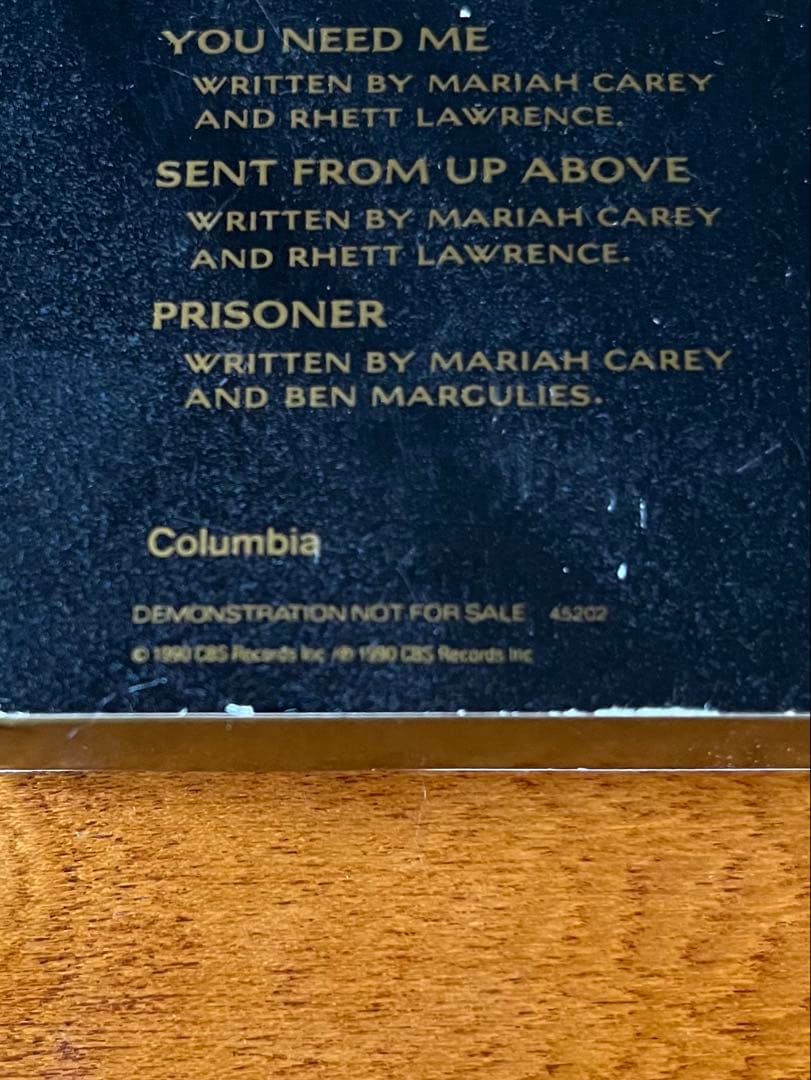 YOU NEED ME
WRITTEN BY MARIAH CAREY
AND RHETT LAWRENCE.
SENT FROM UP ABOVE
WRITTEN BY MARIAH CAREY
AND RHETT LAWRENCE.
PRISONER
WRITTEN BY MARIAH CAREY
AND BEN MARGULIES.
Columbia
DEMONSTRATION NOT FOR SALE 45202
© 1990 CBS Records Inc / ℗ 1990 CBS Records Inc